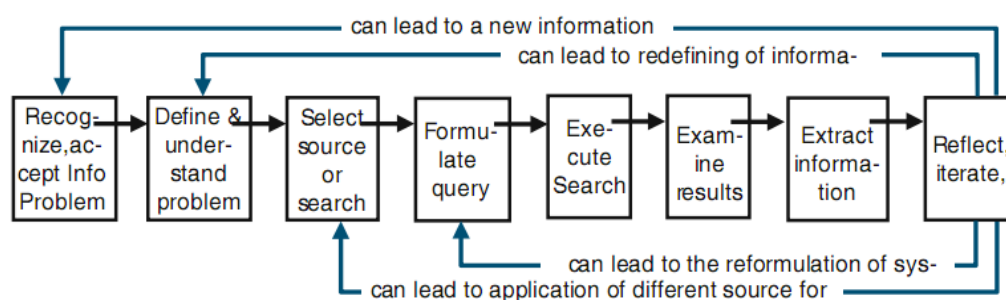 can lead to a new information
can lead to redefining of informa-
Recog-
nize,ac
cept Info
Problem
Define &
under-
stand
problem
Select
source
or
search
Formu-
late
query
Exe-
cute
Search
Exam-
ine
results
Extract
informa-
tion
Reflect,
iterate,
can lead to the reformulation of sys-
can lead to application of different source for